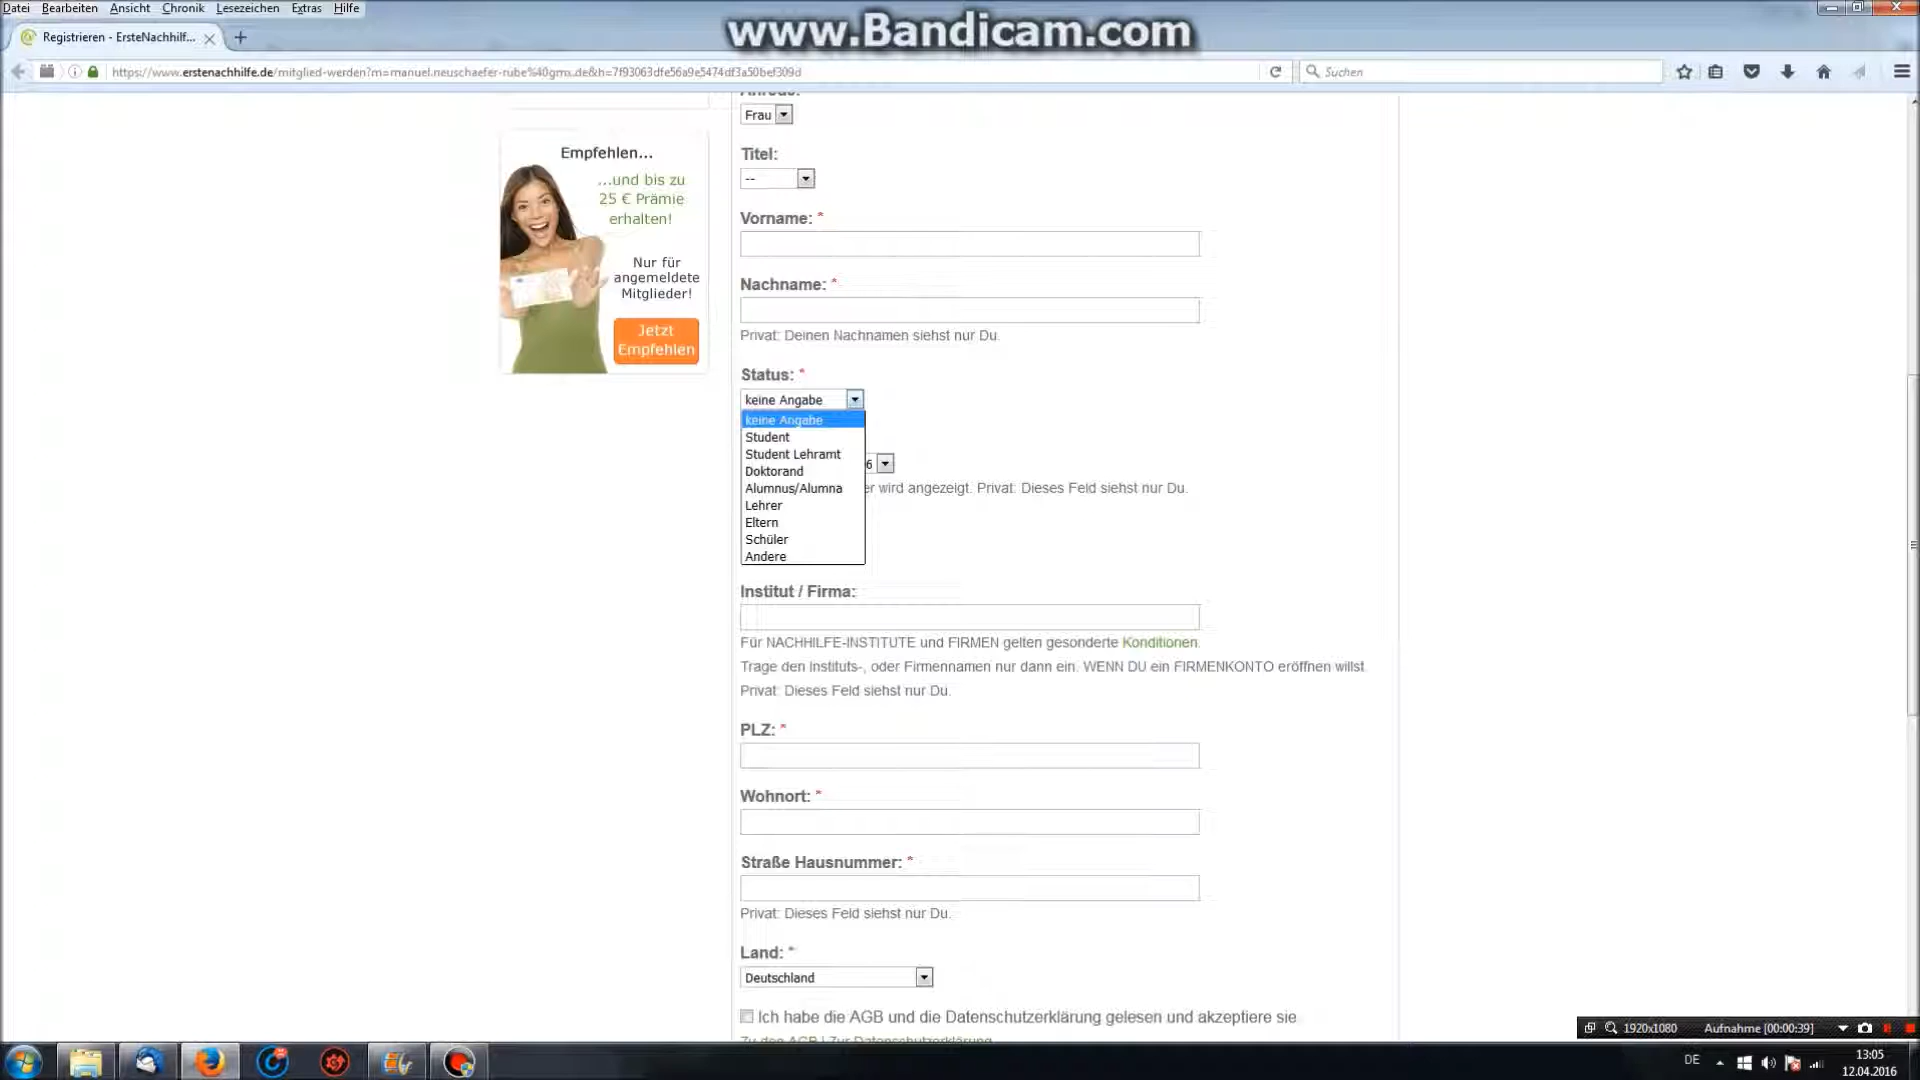 Datei Bearbeiten Ansicht Chronik Lesezeichen Extras Hilfe
www.Bandicam.com
Registrieren - ErsteNachhilf...
https://www.erstenachhilfe.de/mitglied-werden?m=manuel.neuschaefer-rube%40gmx.de&h=7f93063dfe56a9e5474df3a50bef309d
Suchen
Frau
Empfehlen...
...und bis zu
25 € Prämie
erhalten!
Nur für
angemeldete
Mitglieder!
Jetzt
Empfehlen
Titel:
--
Vorname: *
Nachname: *
Privat: Deinen Nachnamen siehst nur Du.
Status: *
keine Angabe
keine Angabe
Student
Student Lehramt
Doktorand
Alumnus/Alumna
Lehrer
Eltern
Schüler
Andere
6
er wird angezeigt. Privat: Dieses Feld siehst nur Du.
Institut / Firma:
Für NACHHILFE-INSTITUTE und FIRMEN gelten gesonderte Konditionen.
Trage den Instituts-, oder Firmennamen nur dann ein. WENN DU ein FIRMENKONTO eröffnen willst.
Privat: Dieses Feld siehst nur Du.
PLZ: *
Wohnort: *
Straße Hausnummer: *
Privat: Dieses Feld siehst nur Du.
Land: *
Deutschland
Ich habe die AGB und die Datenschutzerklärung gelesen und akzeptiere sie.
Zu den AGB | Zur Datenschutzerklärung
1920x1080 Aufnahme [00:00:39]
DE
13:05
12.04.2016